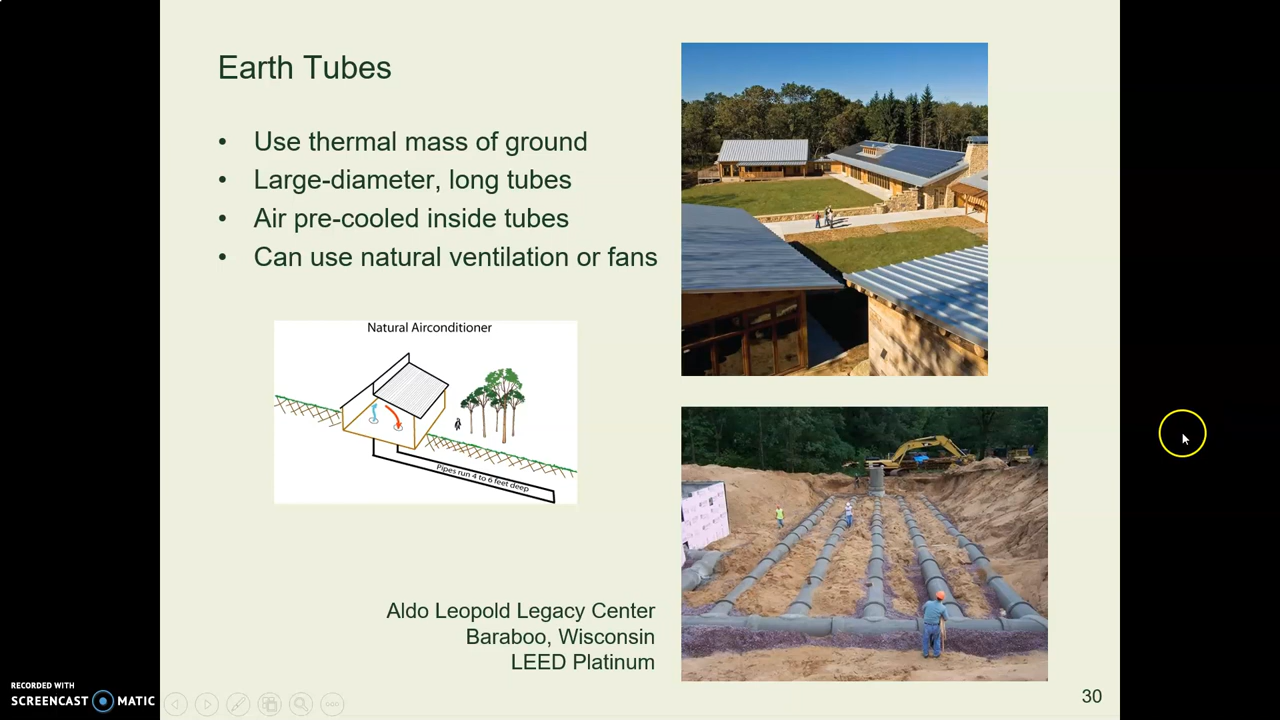 Earth Tubes
• Use thermal mass of ground
• Large-diameter, long tubes
• Air pre-cooled inside tubes
• Can use natural ventilation or fans
Natural Airconditioner
Pipes run 4 to 6 feet deep
Aldo Leopold Legacy Center
Baraboo, Wisconsin
LEED Platinum
30
RECORDED WITH
SCREENCAST MATIC